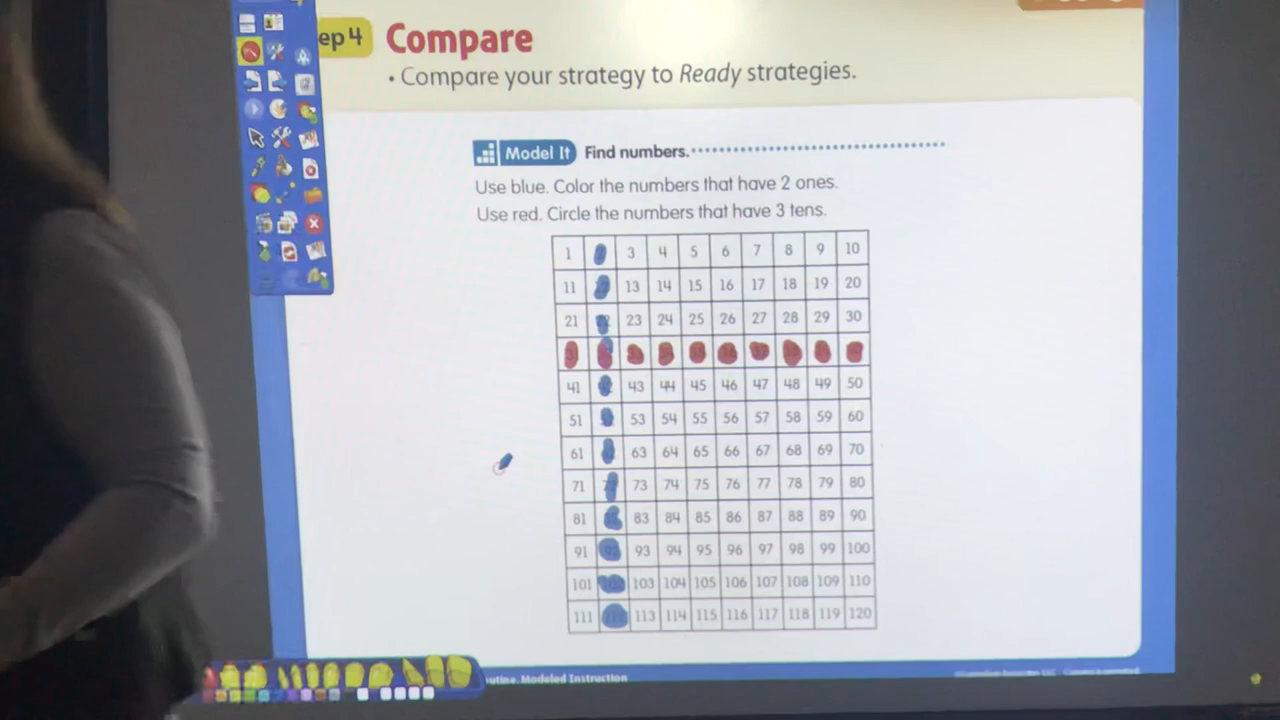 ep 4 Compare
• Compare your strategy to Ready strategies.
Model It Find numbers.
Use blue. Color the numbers that have 2 ones.
Use red. Circle the numbers that have 3 tens.
1 3 4 5 6 7 8 9 10
11 13 14 15 16 17 18 19 20
21 23 24 25 26 27 28 29 30
41 43 44 45 46 47 48 49 50
51 53 54 55 56 57 58 59 60
61 63 64 65 66 67 68 69 70
71 73 74 75 76 77 78 79 80
81 83 84 85 86 87 88 89 90
91 93 94 95 96 97 98 99 100
101 103 104 105 106 107 108 109 110
111 113 114 115 116 117 118 119 120
utine, Modeled Instruction